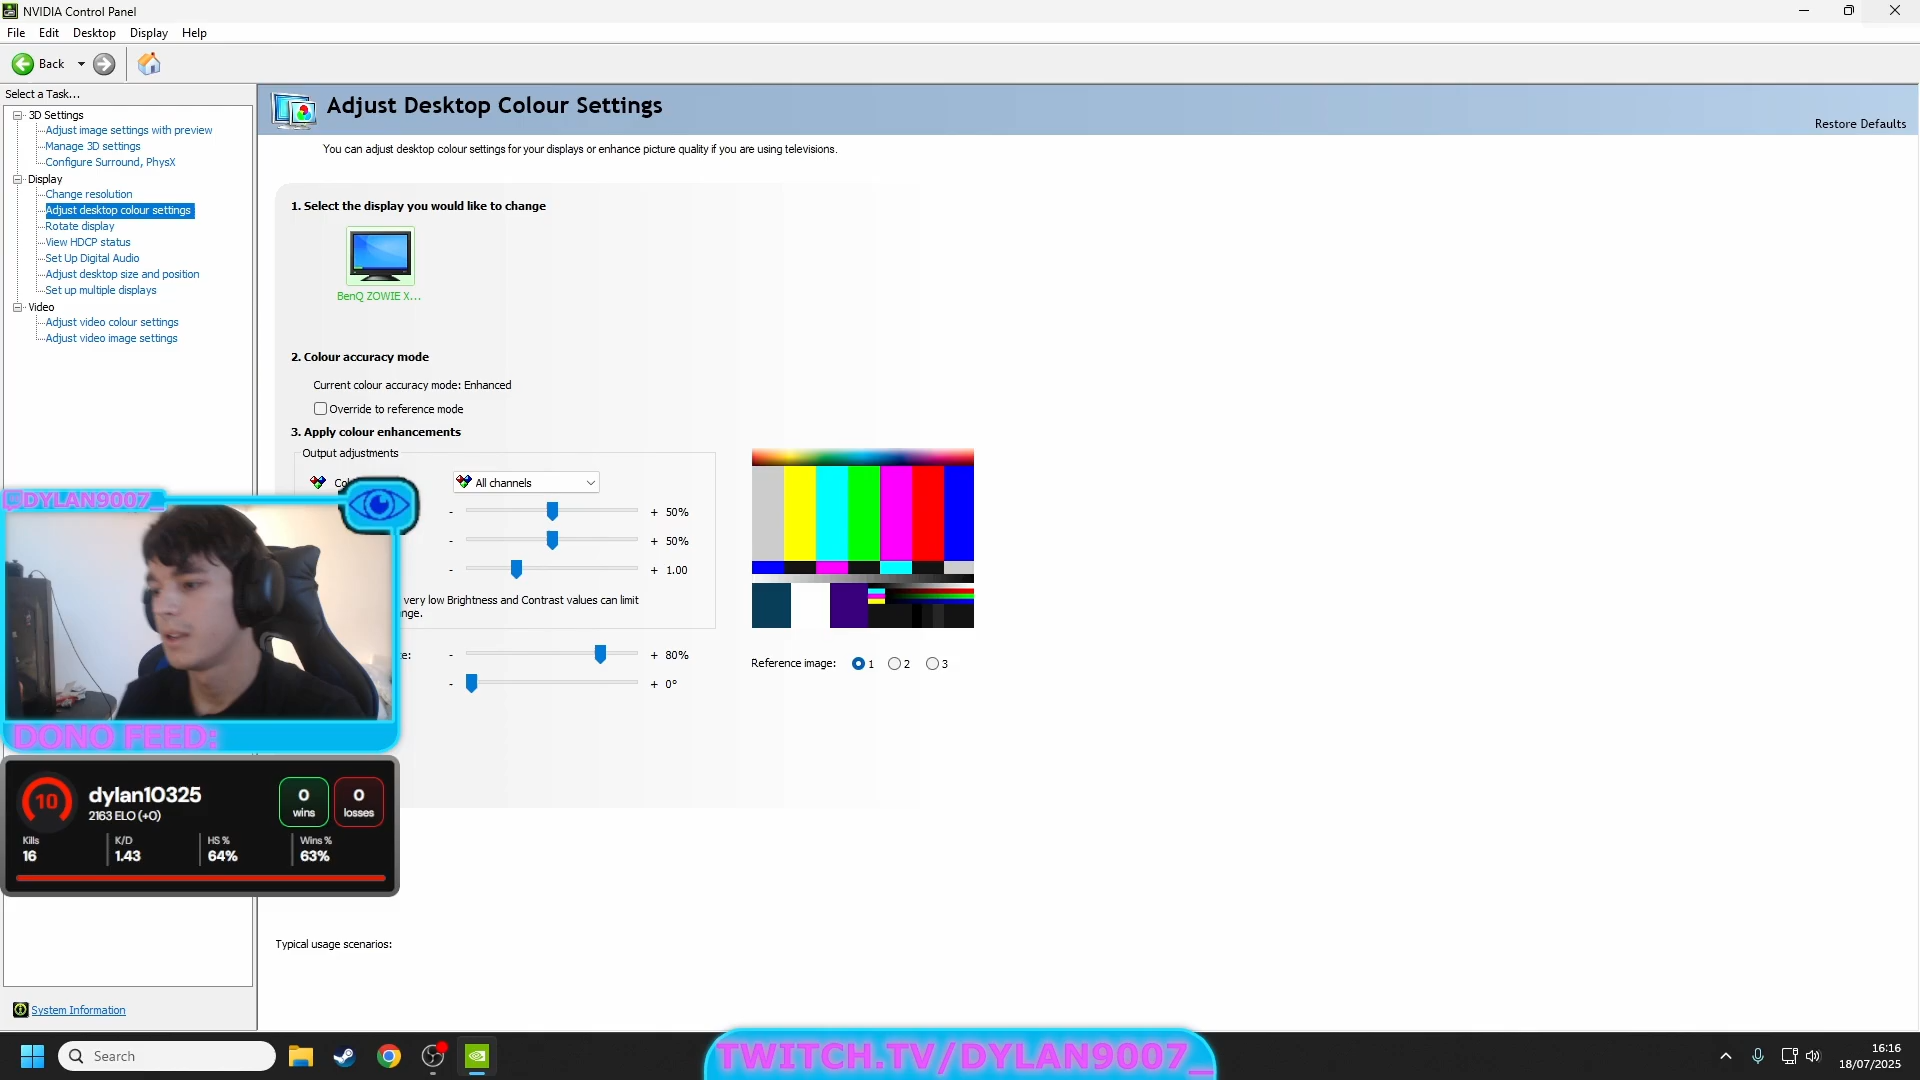 NVIDIA Control Panel
File Edit Desktop Display Help
Back
Select a Task...
3D Settings
Adjust image settings with preview
Manage 3D settings
Configure Surround, PhysX
Display
Change resolution
Adjust desktop colour settings
Rotate display
View HDCP status
Set Up Digital Audio
Adjust desktop size and position
Set up multiple displays
Video
Adjust video colour settings
Adjust video image settings
System Information
Adjust Desktop Colour Settings
Restore Defaults
You can adjust desktop colour settings for your displays or enhance picture quality if you are using televisions.
1. Select the display you would like to change
BenQ ZOWIE X...
2. Colour accuracy mode
Current colour accuracy mode: Enhanced
Override to reference mode
3. Apply colour enhancements
Output adjustments
All channels
- + 50%
- + 50%
- + 1.00
very low Brightness and Contrast values can limit
- + 80%
- + 0°
Reference image: 1 2 3
Typical usage scenarios:
DYLAN9007_
DONO FEED:
10
dylan10325
2163 ELO (+0)
0 wins
0 losses
Kills K/D HS % Wins %
16 1.43 64% 63%
Search
TWITCH.TV/DYLAN9007_
16:16
18/07/2025